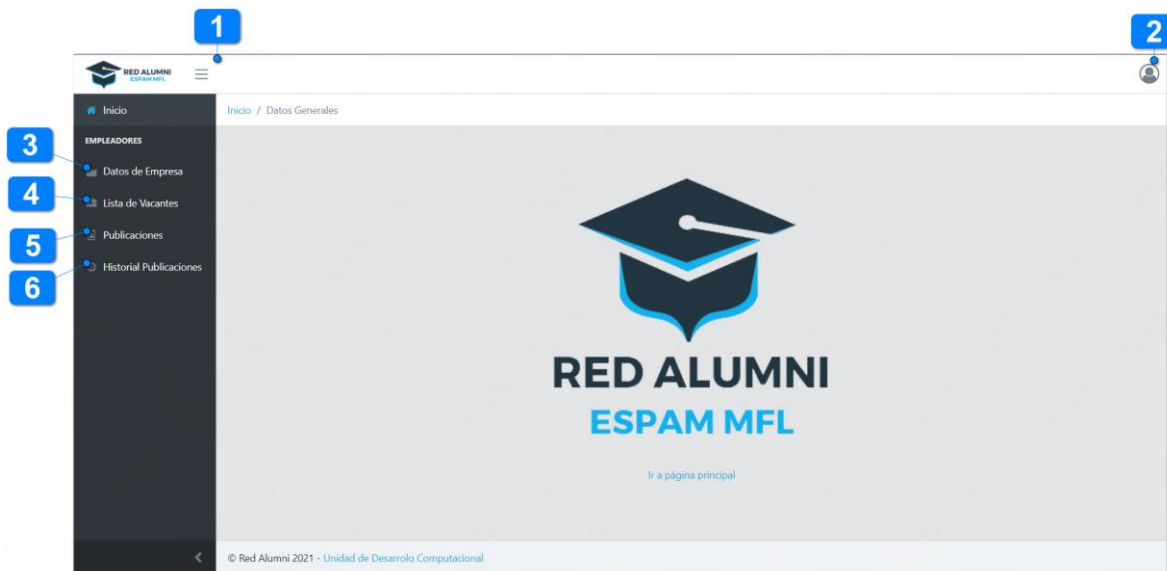 1
2
RED ALUMNI
ESPAM MFL
Inicio
Inicio / Datos Generales
EMPLEADORES
3
Datos de Empresa
4
Lista de Vacantes
5
Publicaciones
6
Historial Publicaciones
RED ALUMNI
ESPAM MFL
Ir a página principal
© Red Alumni 2021 - Unidad de Desarrolo Computacional